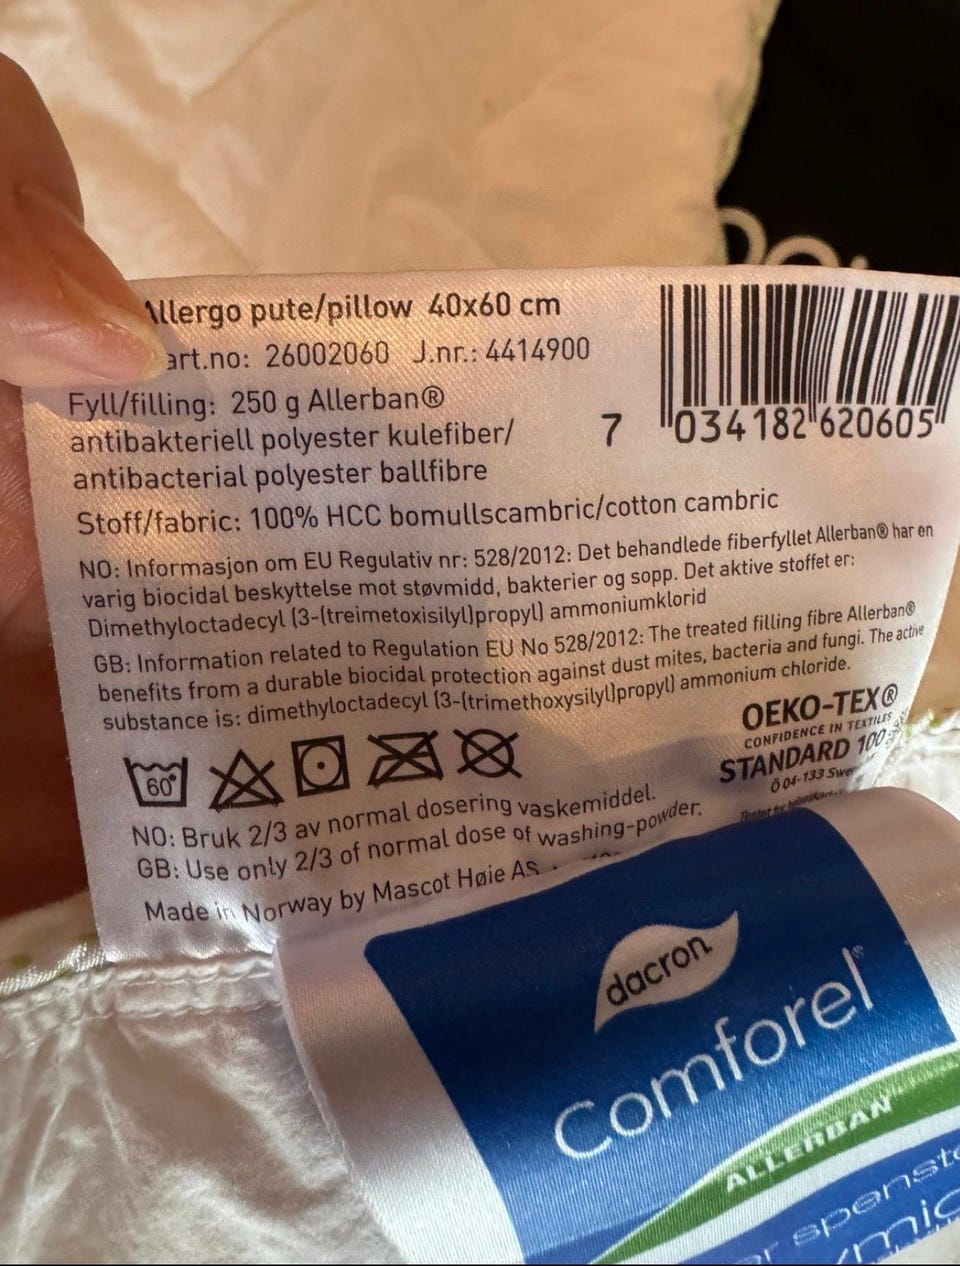 Allergo pute/pillow 40x60 cm
art.no: 26002060 J.nr.: 4414900
Fyll/filling: 250 g Allerban®
antibakteriell polyester kulefiber/
antibacterial polyester ballfibre
Stoff/fabric: 100% HCC bomullscambric/cotton cambric
7 034182 620605
NO: Informasjon om EU Regulativ nr: 528/2012: Det behandlede fiberfyllet Allerban® har en
varig biocidal beskyttelse mot støvmidd, bakterier og sopp. Det aktive stoffet er:
Dimethyloctadecyl (3-(treimetoxisilyl)propyl) ammoniumklorid
GB: Information related to Regulation EU No 528/2012: The treated filling fibre Allerban®
benefits from a durable biocidal protection against dust mites, bacteria and fungi. The active
substance is: dimethyloctadecyl (3-(trimethoxysilyl)propyl) ammonium chloride.
60°
OEKO-TEX®
CONFIDENCE IN TEXTILES
STANDARD 100
Ö 04-133
NO: Bruk 2/3 av normal dosering vaskemiddel.
GB: Use only 2/3 of normal dose of washing-powder.
Made in Norway by Mascot Høie AS
dacron
Comforel
ALLERBAN